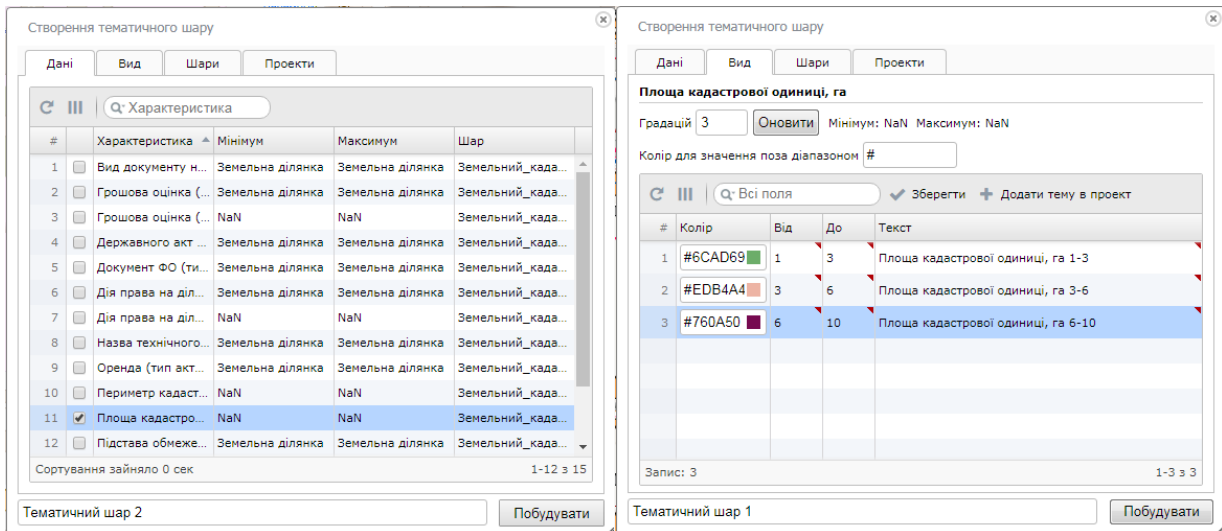 Створення тематичного шару
Дані Вид Шари Проекти
Характеристика
# Характеристика Мінімум Максимум Шар
1 Вид документу н... Земельна ділянка Земельна ділянка Земельний_када...
2 Грошова оцінка (... Земельна ділянка Земельна ділянка Земельний_када...
3 Грошова оцінка (... NaN NaN Земельний_када...
4 Державного акт ... Земельна ділянка Земельна ділянка Земельний_када...
5 Документ ФО (ти... Земельна ділянка Земельна ділянка Земельний_када...
6 Дія права на діл... Земельна ділянка Земельна ділянка Земельний_када...
7 Дія права на діл... NaN NaN Земельний_када...
8 Назва технічного... Земельна ділянка Земельна ділянка Земельний_када...
9 Оренда (тип акт... Земельна ділянка Земельна ділянка Земельний_када...
10 Периметр кадаст... NaN NaN Земельний_када...
11 Площа кадастро... NaN NaN Земельний_када...
12 Підстава обмеже... Земельна ділянка Земельна ділянка Земельний_када...
Сортування зайняло 0 сек 1-12 з 15
Тематичний шар 2 Побудувати
Створення тематичного шару
Дані Вид Шари Проекти
Площа кадастрової одиниці, га
Градацій 3 Оновити Мінімум: NaN Максимум: NaN
Колір для значення поза діапазоном #
Всі поля Зберегти Додати тему в проект
# Колір Від До Текст
1 #6CAD69 1 3 Площа кадастрової одиниці, га 1-3
2 #EDB4A4 3 6 Площа кадастрової одиниці, га 3-6
3 #760A50 6 10 Площа кадастрової одиниці, га 6-10
Запис: 3 1-3 з 3
Тематичний шар 1 Побудувати